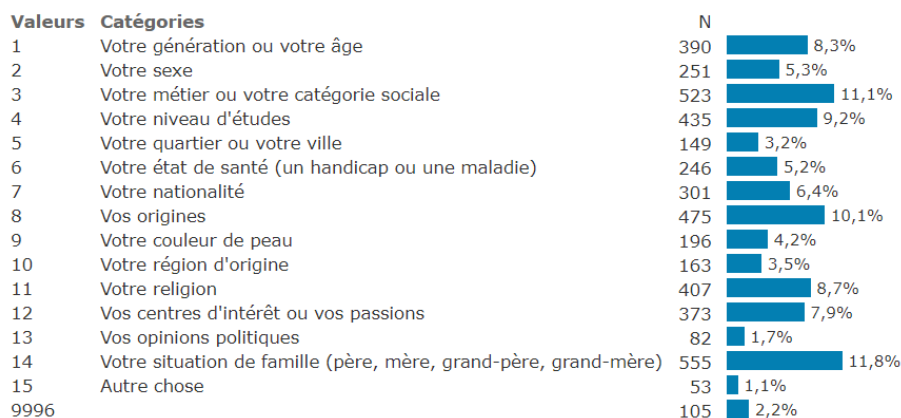 Valeurs Catégories N
1 Votre génération ou votre âge 390 8,3%
2 Votre sexe 251 5,3%
3 Votre métier ou votre catégorie sociale 523 11,1%
4 Votre niveau d'études 435 9,2%
5 Votre quartier ou votre ville 149 3,2%
6 Votre état de santé (un handicap ou une maladie) 246 5,2%
7 Votre nationalité 301 6,4%
8 Vos origines 475 10,1%
9 Votre couleur de peau 196 4,2%
10 Votre région d'origine 163 3,5%
11 Votre religion 407 8,7%
12 Vos centres d'intérêt ou vos passions 373 7,9%
13 Vos opinions politiques 82 1,7%
14 Votre situation de famille (père, mère, grand-père, grand-mère) 555 11,8%
15 Autre chose 53 1,1%
9996 105 2,2%